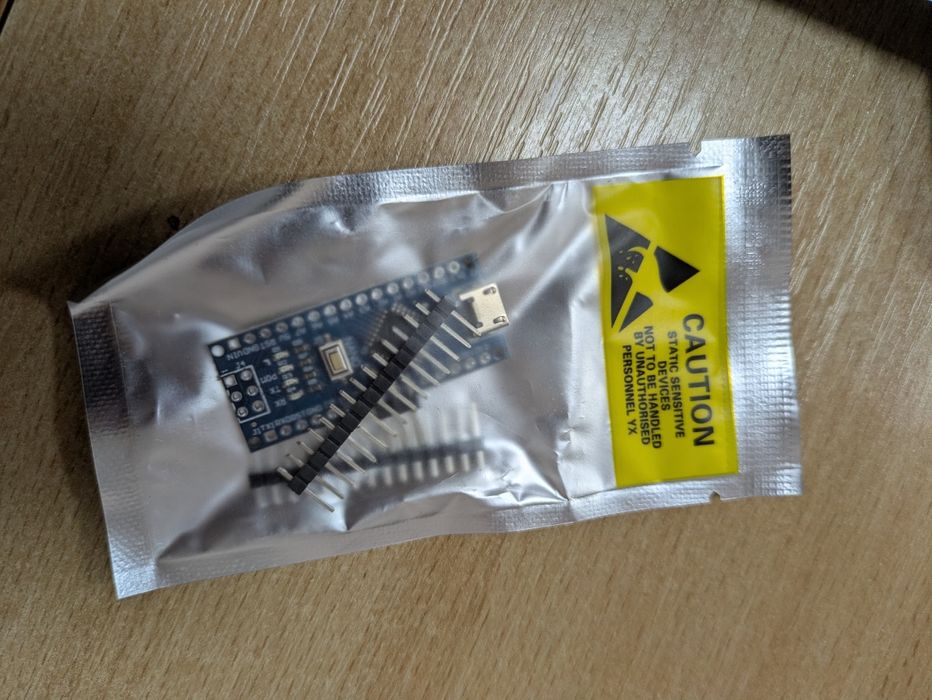 CAUTION
STATIC SENSITIVE
DEVICES
NOT TO BE HANDLED
BY UNAUTHORISED
PERSONNEL YX